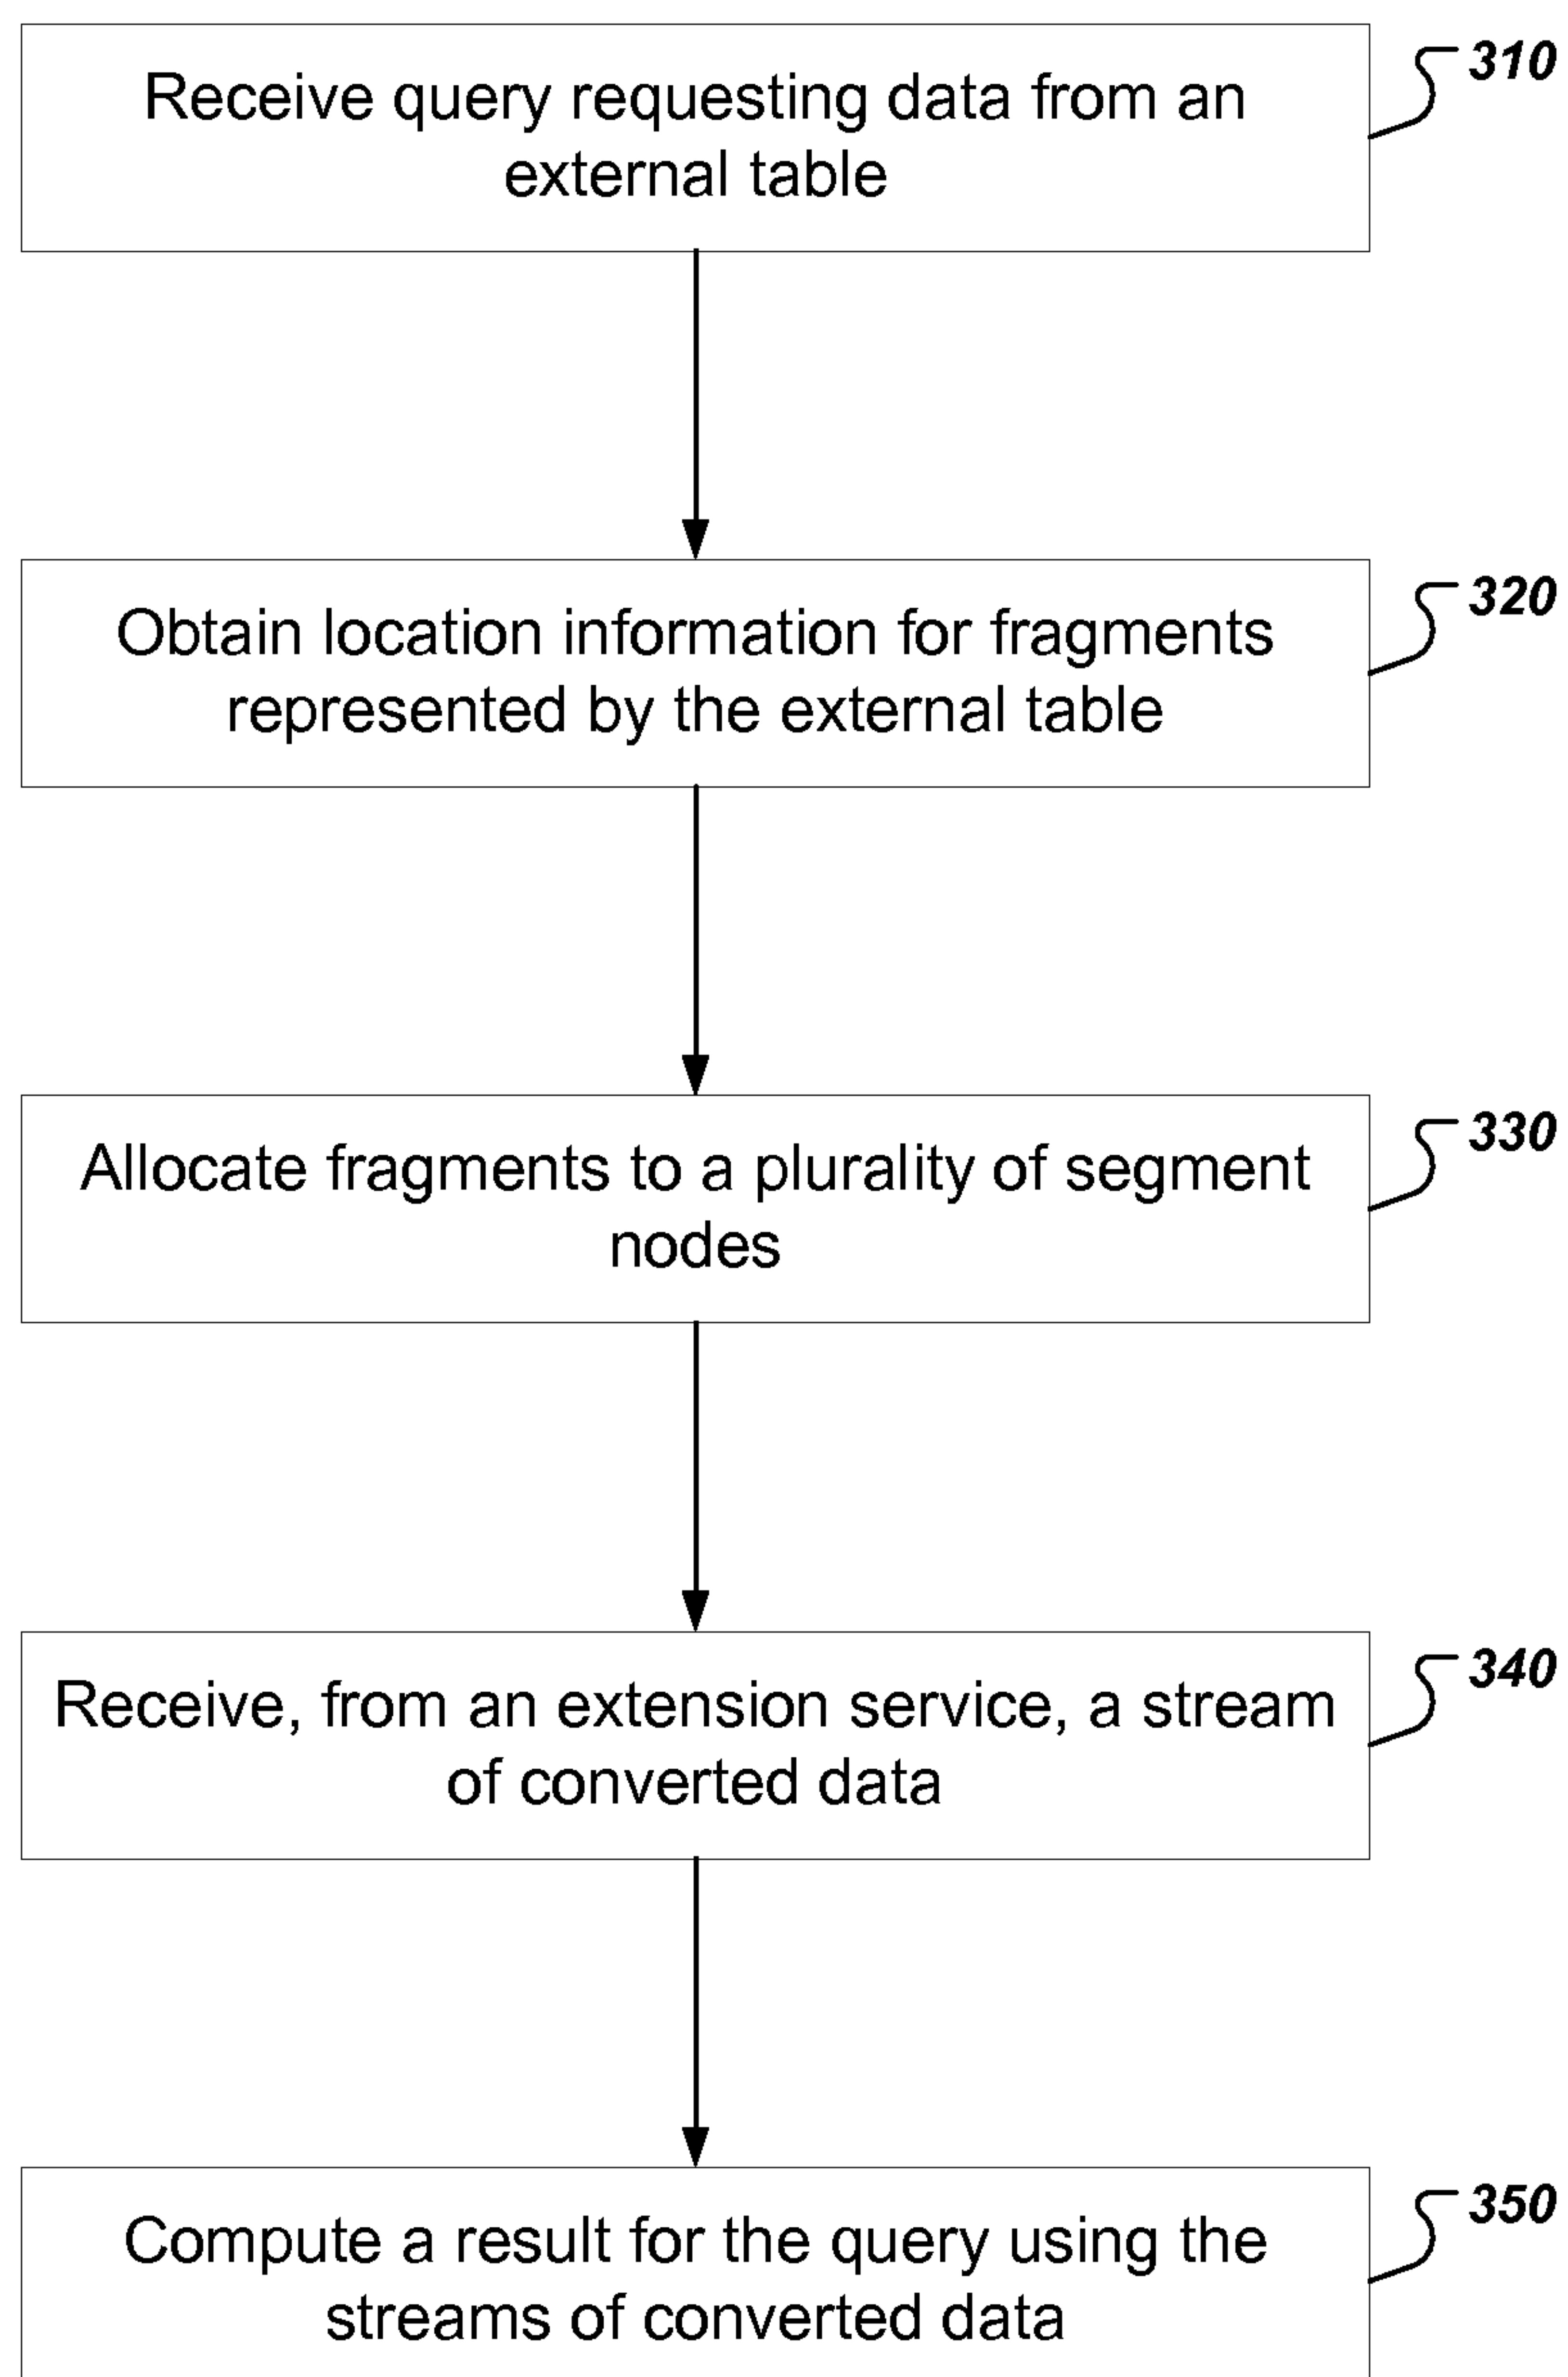 Receive query requesting data from an
external table
310
Obtain location information for fragments
represented by the external table
320
Allocate fragments to a plurality of segment
nodes
330
Receive, from an extension service, a stream
of converted data
340
Compute a result for the query using the
streams of converted data
350